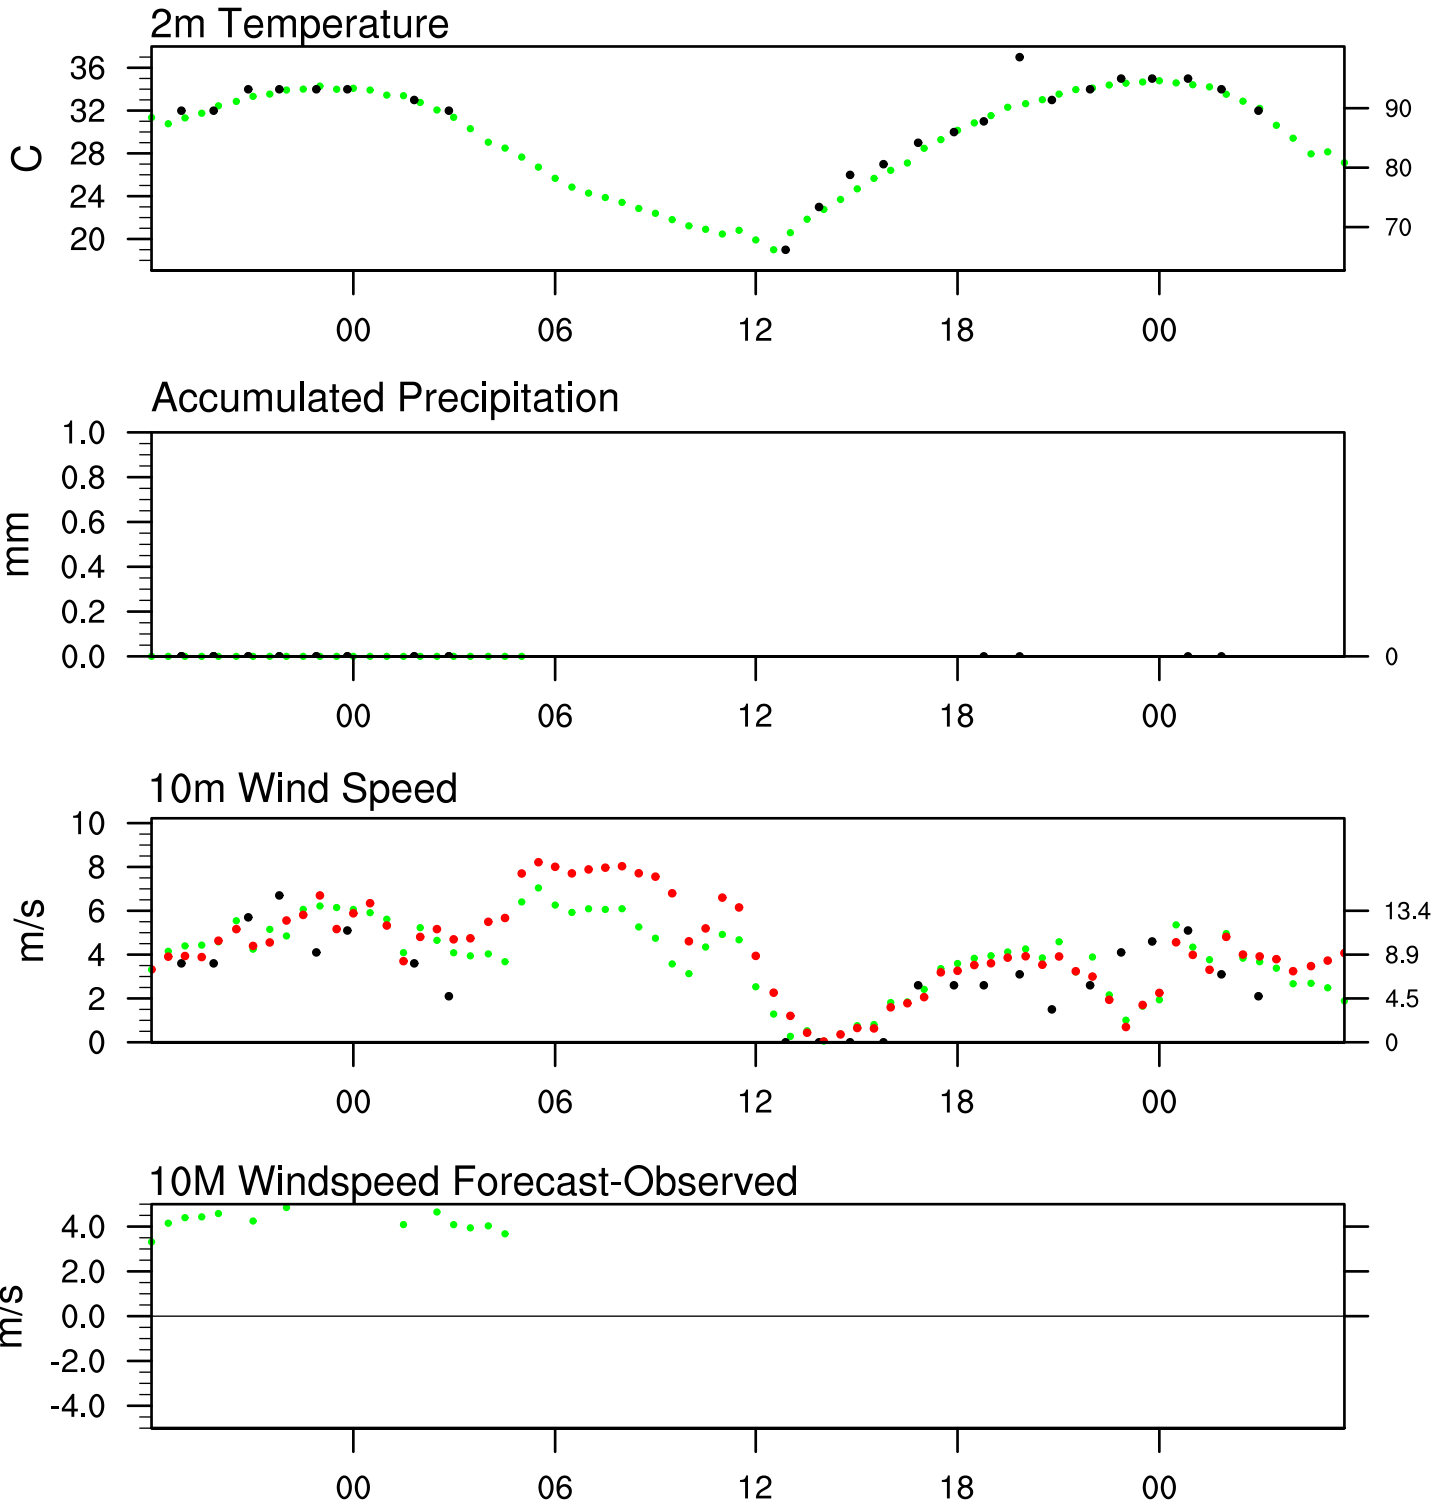 2m Temperature
36
32
28
24
20
C
90
80
70
00 06 12 18 00
Accumulated Precipitation
1.0
0.8
0.6
0.4
0.2
0.0
mm
0
00 06 12 18 00
10m Wind Speed
10
8
6
4
2
0
m/s
13.4
8.9
4.5
0
00 06 12 18 00
10M Windspeed Forecast-Observed
4.0
2.0
0.0
-2.0
-4.0
m/s
00 06 12 18 00